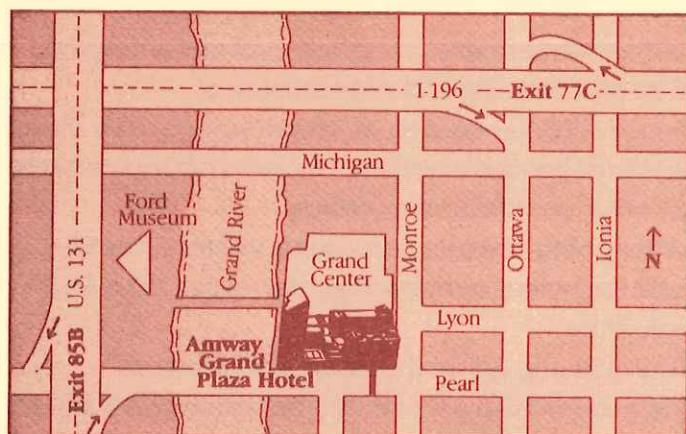 I-196
Exit 77C
Michigan
Ford
Museum
Grand River
Grand
Center
Monroe
Ottawa
Ionia
N
U.S. 131
Lyon
Amway
Grand
Plaza Hotel
Exit 85B
Pearl